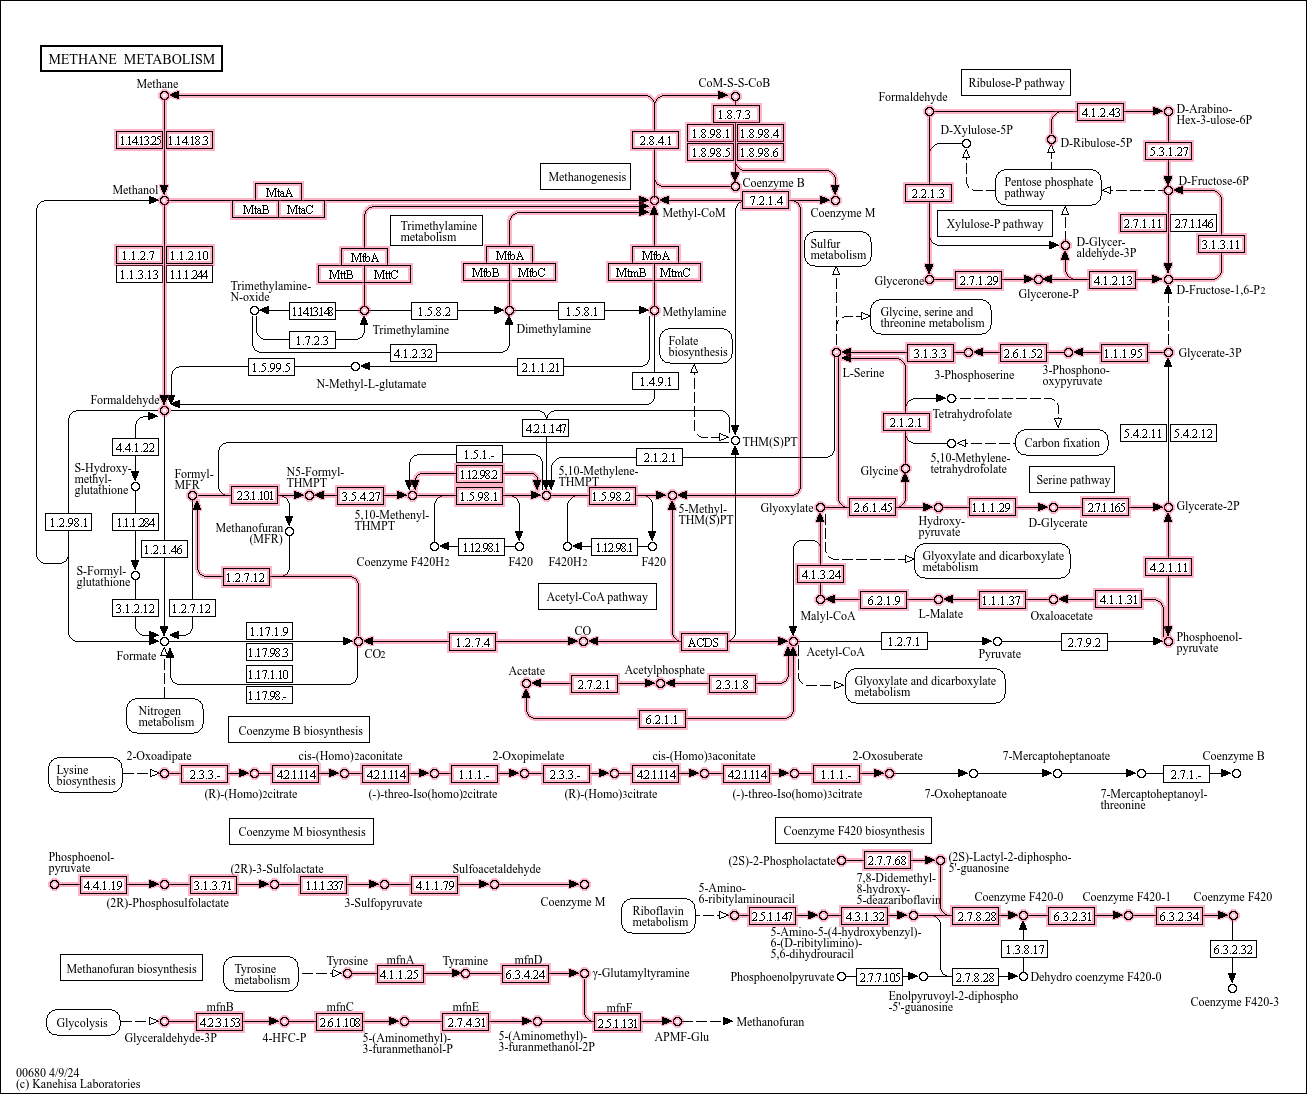 METHANE METABOLISM
Methane
CoM-S-S-CoB
Ribulose-P pathway
Formaldehyde
D-Arabino-
Hex-3-ulose-6P
1.8.7.3
4.1.2.43
1.14.13.25
1.14.18.3
2.8.4.1
1.8.98.1
1.8.98.4
1.8.98.5
1.8.98.6
D-Xylulose-5P
D-Ribulose-5P
5.3.1.27
Methanogenesis
Methanol
MtaA
MtaB
MtaC
Coenzyme B
7.2.1.4
Methyl-CoM
Coenzyme M
2.2.1.3
Pentose phosphate
pathway
D-Fructose-6P
Xylulose-P pathway
2.7.1.11
2.7.1.146
3.1.3.11
Trimethylamine
metabolism
Sulfur
metabolism
D-Glycer-
aldehyde-3P
1.1.2.7
1.1.2.10
1.1.3.13
1.1.1.244
MfbA
MttB
MttC
MfbA
MfbB
MfbC
MfbA
MtmB
MtmC
Glycerone
2.7.1.29
Glycerone-P
4.1.2.13
D-Fructose-1,6-P2
Trimethylamine-
N-oxide
1.14.13.148
1.5.8.2
1.5.8.1
Methylamine
Trimethylamine
Dimethylamine
1.7.2.3
4.1.2.32
Glycine, serine and
threonine metabolism
Folate
biosynthesis
1.5.99.5
2.1.1.21
N-Methyl-L-glutamate
1.4.9.1
L-Serine
3.1.3.3
3-Phosphoserine
2.6.1.52
3-Phosphono-
oxypyruvate
1.1.1.95
Glycerate-3P
Formaldehyde
4.2.1.147
THM(S)PT
2.1.2.1
Tetrahydrofolate
Carbon fixation
5,10-Methylene-
tetrahydrofolate
5.4.2.11
5.4.2.12
4.4.1.22
S-Hydroxy-
methyl-
glutathione
Formyl-
MFR
N5-Formyl-
THMPT
1.5.1.-
1.12.98.2
5,10-Methylene-
THMPT
2.1.2.1
Glycine
Serine pathway
2.3.1.101
3.5.4.27
1.5.98.1
1.5.98.2
5,10-Methenyl-
THMPT
5-Methyl-
THM(S)PT
Glyoxylate
2.6.1.45
Hydroxy-
pyruvate
1.1.1.29
D-Glycerate
2.7.1.165
Glycerate-2P
1.2.98.1
1.1.1.284
Methanofuran
(MFR)
1.2.1.46
1.12.98.1
1.12.98.1
Coenzyme F420H2
F420
F420H2
F420
Glyoxylate and dicarboxylate
metabolism
S-Formyl-
glutathione
1.2.7.12
4.1.3.24
4.2.1.11
3.1.2.12
1.2.7.12
Acetyl-CoA pathway
Malyl-CoA
6.2.1.9
L-Malate
1.1.1.37
Oxaloacetate
4.1.1.31
Formate
1.17.1.9
1.17.98.3
1.17.1.10
1.17.98.-
CO2
1.2.7.4
CO
ACDS
Acetyl-CoA
1.2.7.1
Pyruvate
2.7.9.2
Phosphoenol-
pyruvate
Acetate
2.7.2.1
Acetylphosphate
2.3.1.8
6.2.1.1
Glyoxylate and dicarboxylate
metabolism
Nitrogen
metabolism
Coenzyme B biosynthesis
Lysine
biosynthesis
2-Oxoadipate
cis-(Homo)2aconitate
2-Oxopimelate
cis-(Homo)3aconitate
2-Oxosuberate
7-Mercaptoheptanoate
Coenzyme B
2.3.3.-
4.2.1.114
4.2.1.114
1.1.1.-
2.3.3.-
4.2.1.114
4.2.1.114
1.1.1.-
2.7.1.-
(R)-(Homo)2citrate
(-)-threo-Iso(homo)2citrate
(R)-(Homo)3citrate
(-)-threo-Iso(homo)3citrate
7-Oxoheptanoate
7-Mercaptoheptanoyl-
threonine
Coenzyme M biosynthesis
Coenzyme F420 biosynthesis
Phosphoenol-
pyruvate
(2R)-3-Sulfolactate
Sulfoacetaldehyde
4.4.1.19
3.1.3.71
1.1.1.337
4.1.1.79
(2R)-Phosphosulfolactate
3-Sulfopyruvate
Coenzyme M
(2S)-2-Phospholactate
2.7.7.68
(2S)-Lactyl-2-diphospho-
5'-guanosine
7,8-Didemethyl-
8-hydroxy-
5-deazariboflavin
5-Amino-
6-ribitylaminouracil
Coenzyme F420-0
Coenzyme F420-1
Coenzyme F420
Riboflavin
metabolism
2.5.1.147
4.3.1.32
2.7.8.28
6.3.2.31
6.3.2.34
5-Amino-5-(4-hydroxybenzyl)-
6-(D-ribitylimino)-
5,6-dihydrouracil
1.3.8.17
6.3.2.32
Phosphoenolpyruvate
2.7.7.105
2.7.8.28
Dehydro coenzyme F420-0
Enolpyruvoyl-2-diphospho
-5'-guanosine
Coenzyme F420-3
Methanofuran biosynthesis
Tyrosine
metabolism
Tyrosine
mfnA
4.1.1.25
Tyramine
mfnD
6.3.4.24
γ-Glutamyltyramine
Glycolysis
mfnB
4.2.3.153
mfnC
2.6.1.108
mfnE
2.7.4.31
mfnF
2.5.1.131
Glyceraldehyde-3P
4-HFC-P
5-(Aminomethyl)-
3-furanmethanol-P
5-(Aminomethyl)-
3-furanmethanol-2P
APMF-Glu
Methanofuran
00680 4/9/24
(c) Kanehisa Laboratories